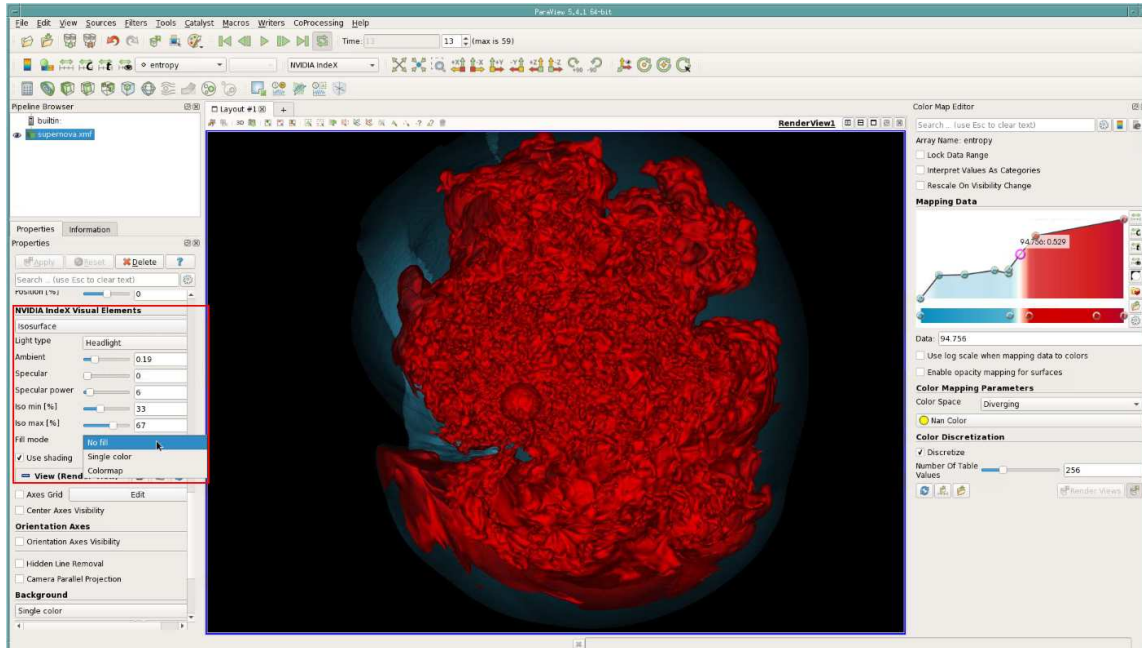 ParaView 5.4.1 64-bit
File Edit View Sources Filters Tools Catalyst Macros Writers CoProcessing Help
Time: 13 13 (max is 59)
entropy NVIDIA IndeX
Pipeline Browser
builtin:
supernova.xmf
Properties Information
Properties
Apply Reset Delete ?
Search ... (use Esc to clear text)
Position [%] 0
NVIDIA IndeX Visual Elements
Isosurface
Light type Headlight
Ambient 0.19
Specular 0
Specular power 6
Iso min [%] 33
Iso max [%] 67
Fill mode
No fill
Single color
Colormap
Use shading
View (Render View)
Axes Grid Edit
Center Axes Visibility
Orientation Axes
Orientation Axes Visibility
Hidden Line Removal
Camera Parallel Projection
Background
Single color
Layout #1 +
3D
RenderView1
Color Map Editor
Search ... (use Esc to clear text)
Array Name: entropy
Lock Data Range
Interpret Values As Categories
Rescale On Visibility Change
Mapping Data
94.756; 0.529
Data: 94.756
Use log scale when mapping data to colors
Enable opacity mapping for surfaces
Color Mapping Parameters
Color Space Diverging
Nan Color
Color Discretization
Discretize
Number Of Table Values 256
Render Views